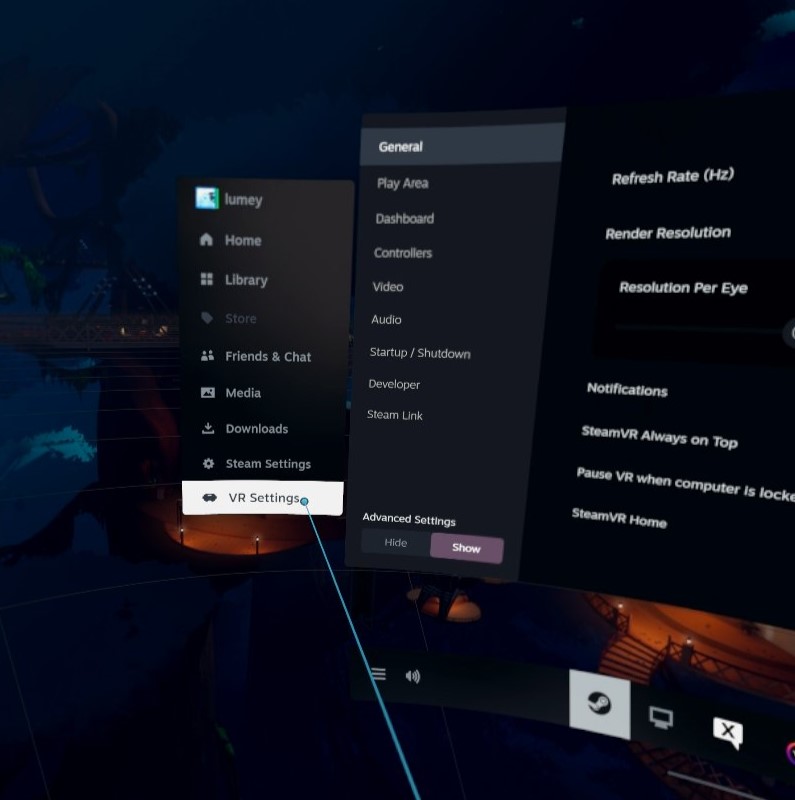 lumey
Home
Library
Store
Friends & Chat
Media
Downloads
Steam Settings
VR Settings
General
Play Area
Dashboard
Controllers
Video
Audio
Startup / Shutdown
Developer
Steam Link
Advanced Settings
Hide
Show
Refresh Rate (Hz)
Render Resolution
Resolution Per Eye
Notifications
SteamVR Always on Top
Pause VR when computer is locke
SteamVR Home
X